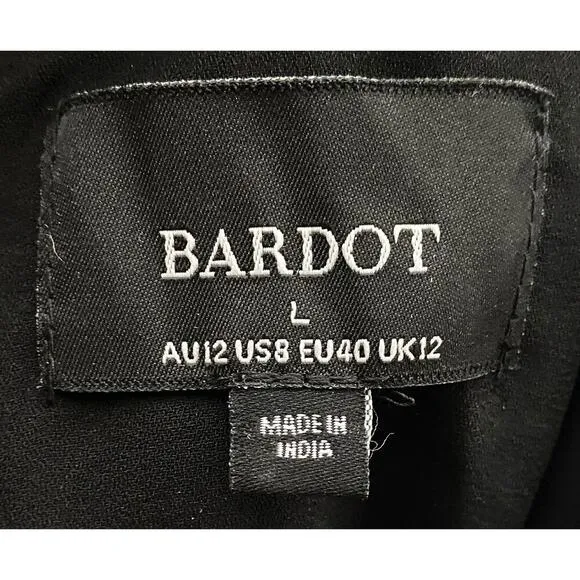 BARDOT
L
AU12 US8 EU40 UK12
MADE IN
INDIA